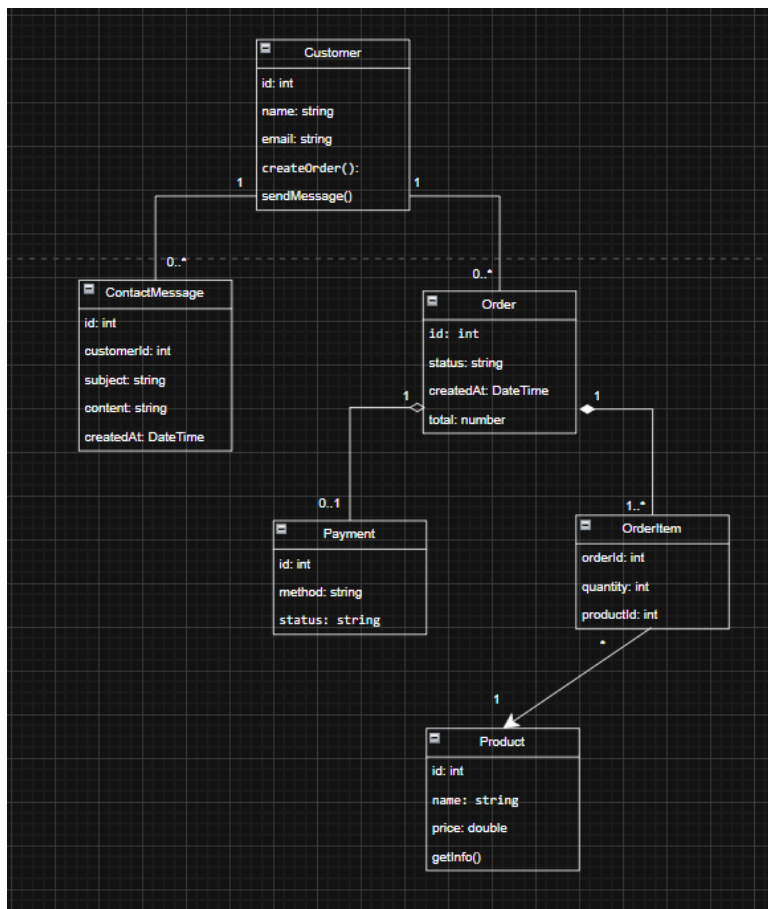 Customer
id: int
name: string
email: string
createOrder():
sendMessage()
1
1
0..*
0..*
ContactMessage
id: int
customerId: int
subject: string
content: string
createdAt: DateTime
Order
id: int
status: string
createdAt: DateTime
total: number
1
1
0..1
1..*
Payment
id: int
method: string
status: string
OrderItem
orderId: int
quantity: int
productId: int
*
1
Product
id: int
name: string
price: double
getInfo()